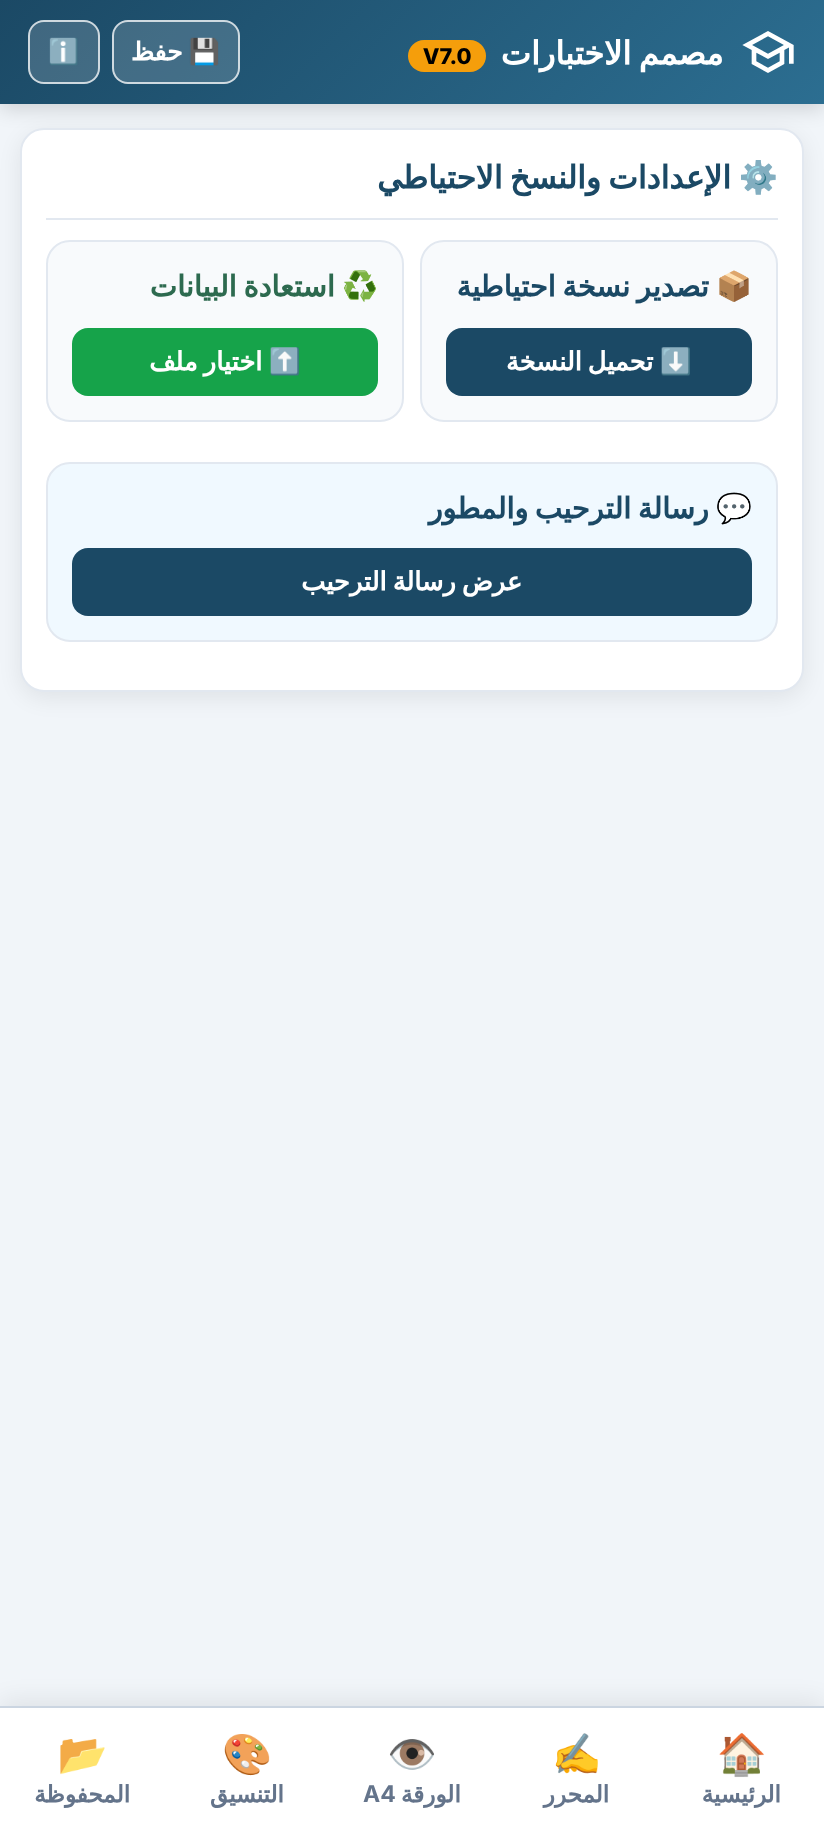 مصمم الاختبارات V7.0
💾 حفظ
ℹ️
⚙️ الإعدادات والنسخ الاحتياطي
📦 تصدير نسخة احتياطية
⬇️ تحميل النسخة
♻️ استعادة البيانات
⬆️ اختيار ملف
💬 رسالة الترحيب والمطور
عرض رسالة الترحيب
الرئيسية
المحرر
الورقة A4
التنسيق
المحفوظة